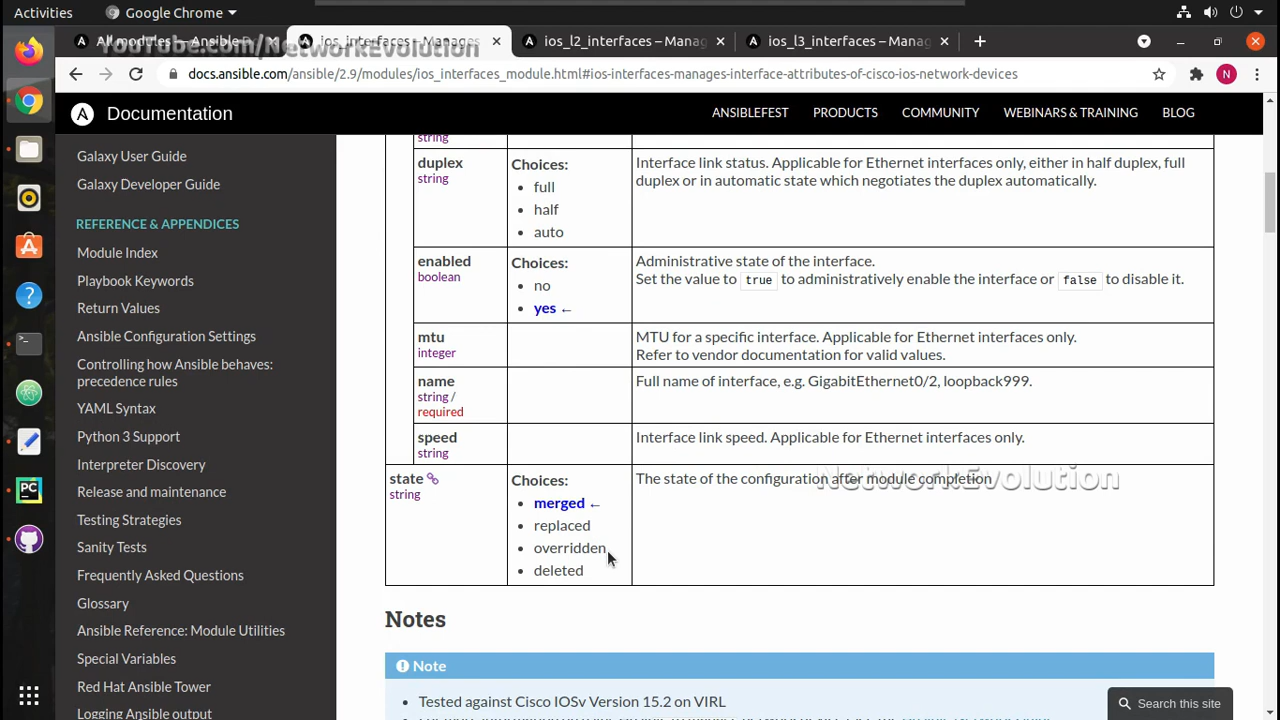 Activities
Google Chrome
All modules — Ansible D
ios_interfaces – Manages
ios_l2_interfaces – Manag
ios_l3_interfaces – Manag
Youtube.com/NetworkEvolution
docs.ansible.com/ansible/2.9/modules/ios_interfaces_module.html#ios-interfaces-manages-interface-attributes-of-cisco-ios-network-devices
N
Documentation
ANSIBLEFEST
PRODUCTS
COMMUNITY
WEBINARS & TRAINING
BLOG
Galaxy User Guide
Galaxy Developer Guide
REFERENCE & APPENDICES
Module Index
Playbook Keywords
Return Values
Ansible Configuration Settings
Controlling how Ansible behaves:
precedence rules
YAML Syntax
Python 3 Support
Interpreter Discovery
Release and maintenance
Testing Strategies
Sanity Tests
Frequently Asked Questions
Glossary
Ansible Reference: Module Utilities
Special Variables
Red Hat Ansible Tower
Logging Ansible output
string
duplex
string
Choices:
• full
• half
• auto
Interface link status. Applicable for Ethernet interfaces only, either in half duplex, full
duplex or in automatic state which negotiates the duplex automatically.
enabled
boolean
Choices:
• no
• yes ←
Administrative state of the interface.
Set the value to true to administratively enable the interface or false to disable it.
mtu
integer
MTU for a specific interface. Applicable for Ethernet interfaces only.
Refer to vendor documentation for valid values.
name
string /
required
Full name of interface, e.g. GigabitEthernet0/2, loopback999.
speed
string
Interface link speed. Applicable for Ethernet interfaces only.
state
string
Choices:
• merged ←
• replaced
• overridden
• deleted
The state of the configuration after module completion
NetworkEvolution
Notes
Note
• Tested against Cisco IOSv Version 15.2 on VIRL
Search this site
PC